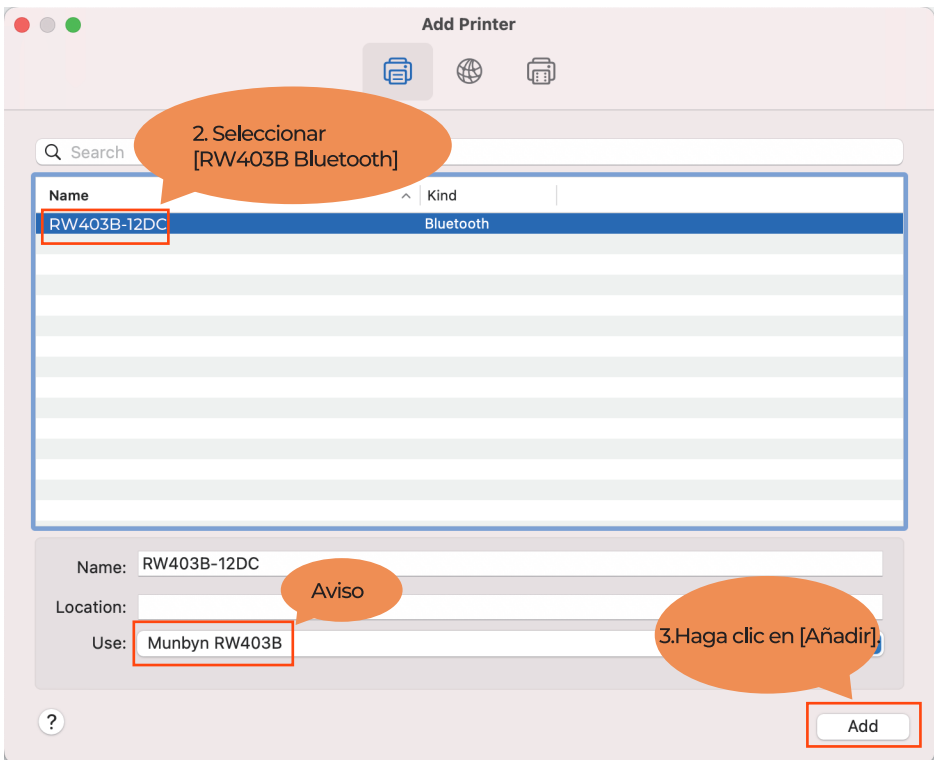 Add Printer
2. Seleccionar
[RW403B Bluetooth]
Search
Name
Kind
RW403B-12DC
Bluetooth
Name: RW403B-12DC
Aviso
Location:
Use: Munbyn RW403B
3.Haga clic en [Añadir].
?
Add